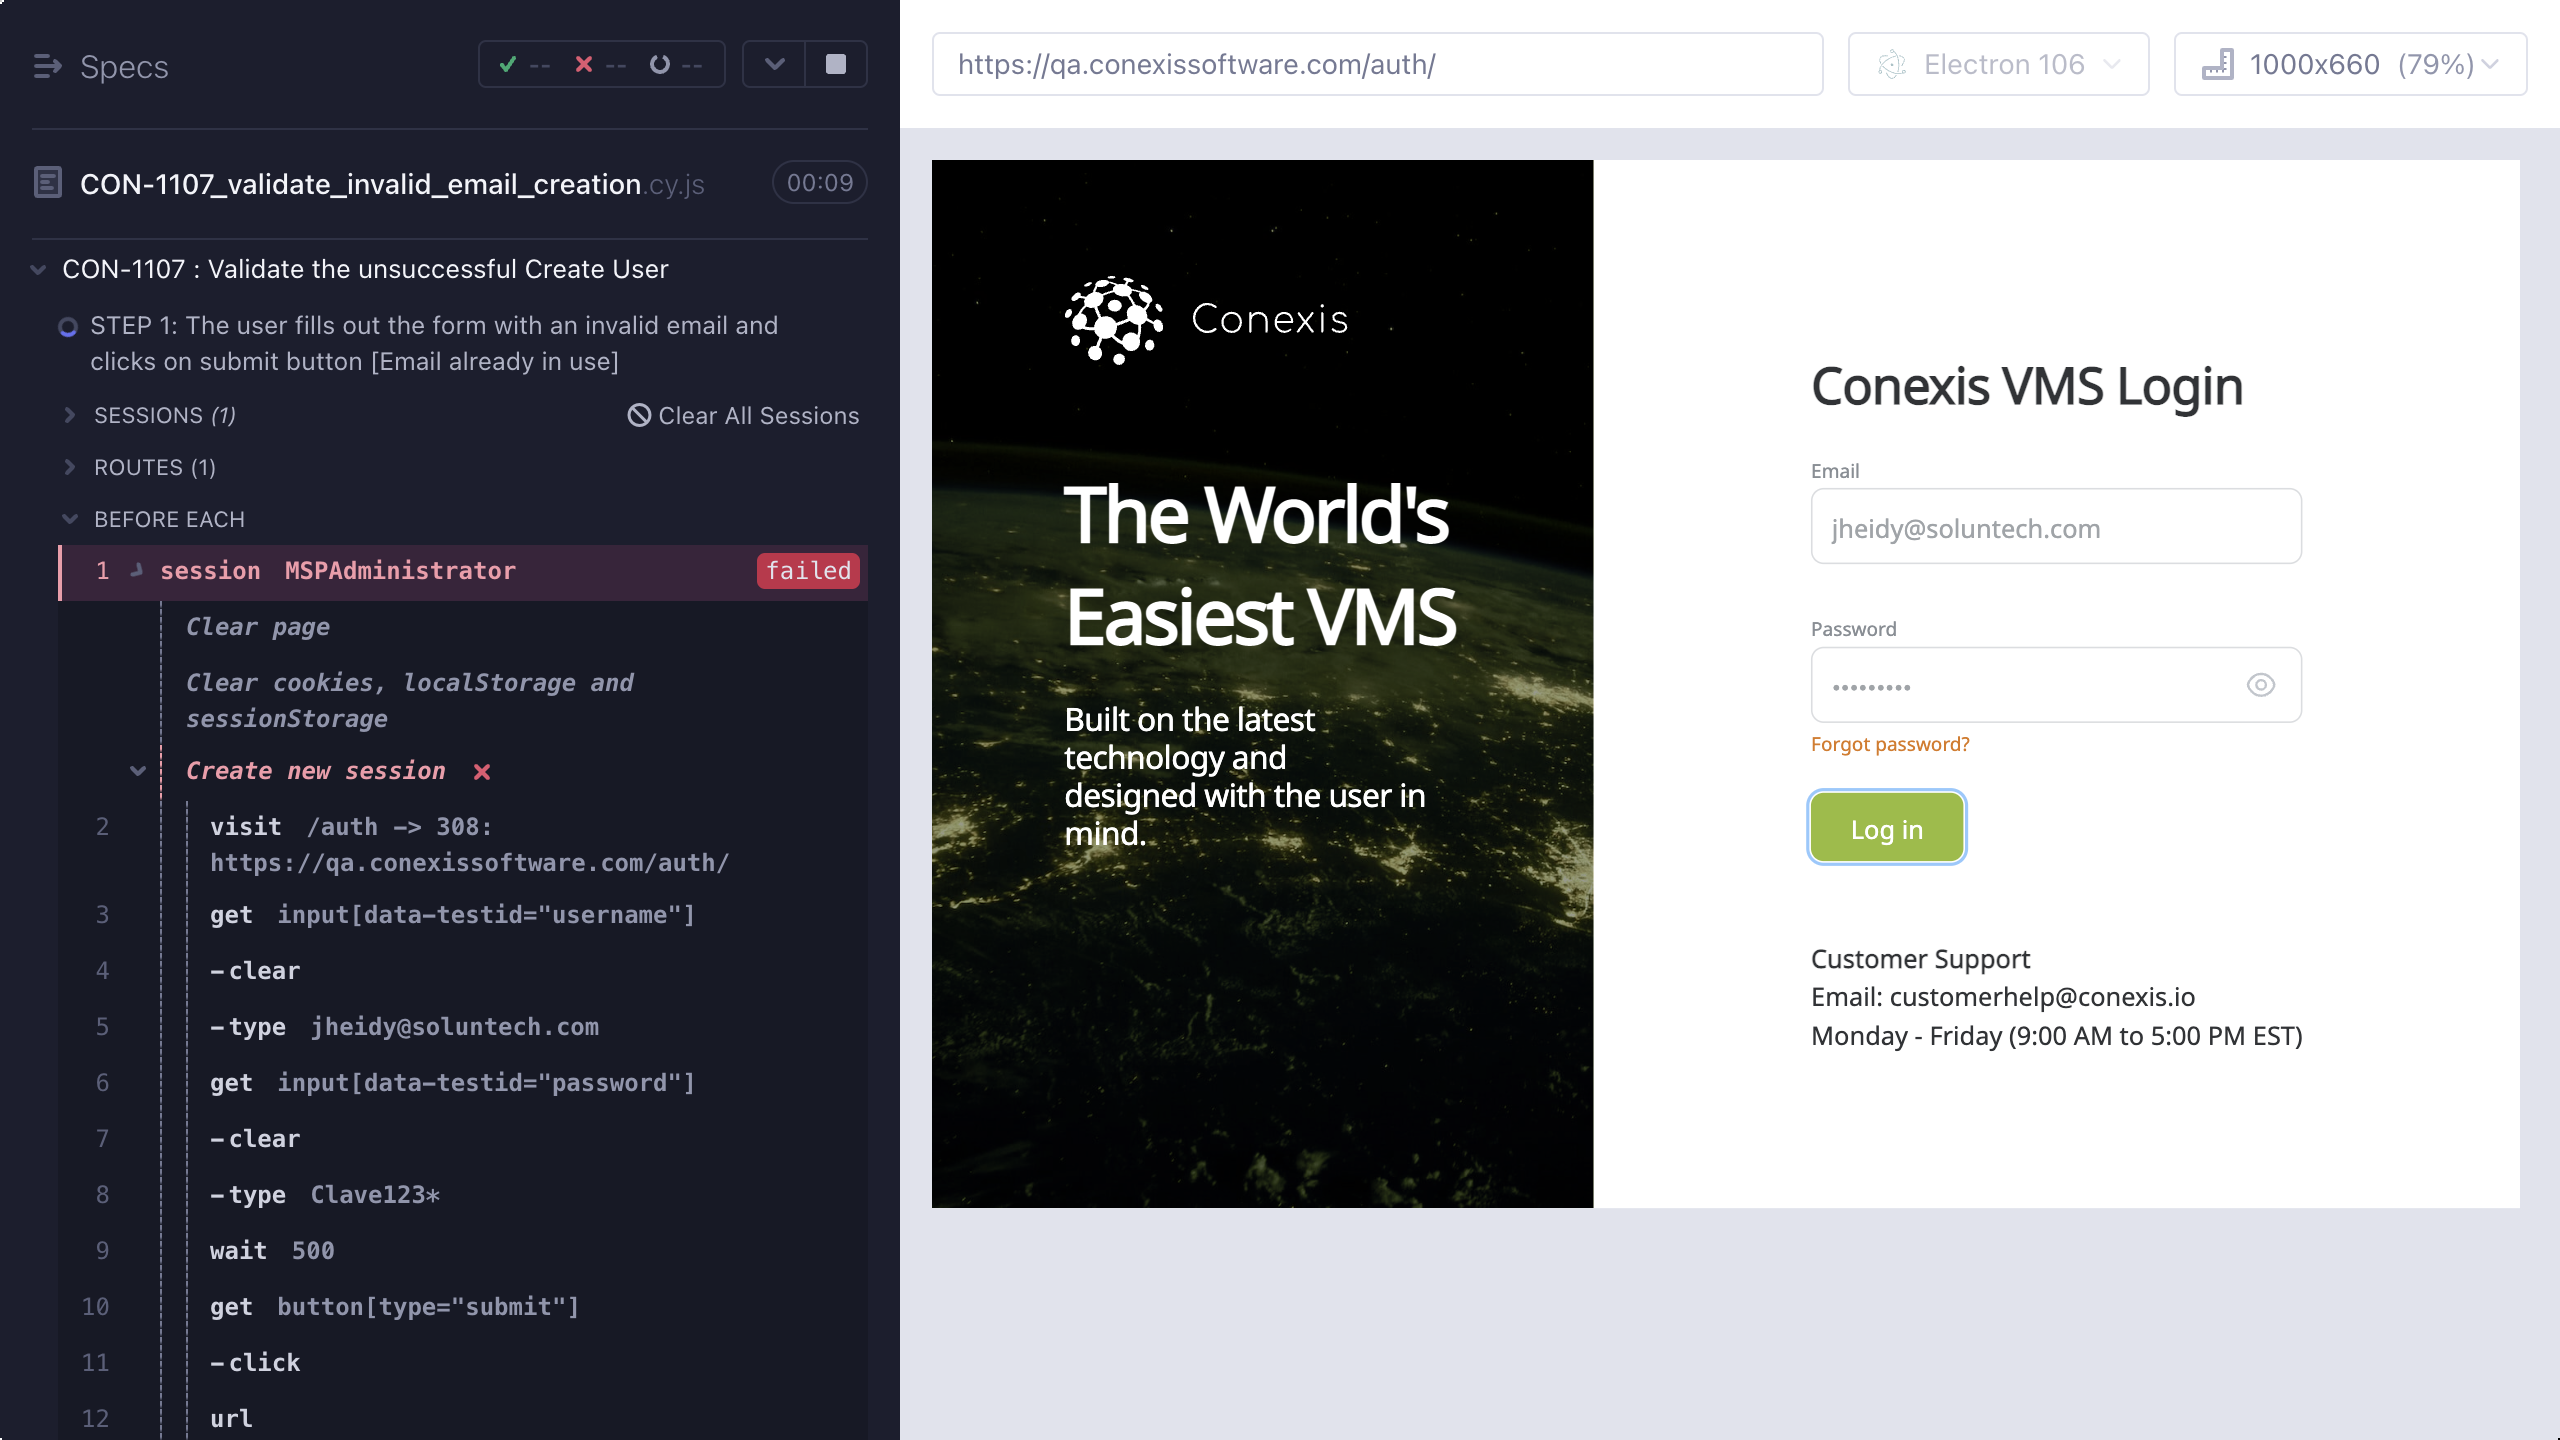 Specs
-- -- --
CON-1107_validate_invalid_email_creation.cy.js
00:09
CON-1107 : Validate the unsuccessful Create User
STEP 1: The user fills out the form with an invalid email and
clicks on submit button [Email already in use]
SESSIONS (1)
Clear All Sessions
ROUTES (1)
BEFORE EACH
1 session MSPAdministrator failed
Clear page
Clear cookies, localStorage and
sessionStorage
Create new session
2 visit /auth -> 308:
https://qa.conexissoftware.com/auth/
3 get input[data-testid="username"]
4 -clear
5 -type jheidy@soluntech.com
6 get input[data-testid="password"]
7 -clear
8 -type Clave123*
9 wait 500
10 get button[type="submit"]
11 -click
12 url
https://qa.conexissoftware.com/auth/
Electron 106
1000x660 (79%)
Conexis
The World's
Easiest VMS
Built on the latest
technology and
designed with the user in
mind.
Conexis VMS Login
Email
jheidy@soluntech.com
Password
•••••••••
Forgot password?
Log in
Customer Support
Email: customerhelp@conexis.io
Monday - Friday (9:00 AM to 5:00 PM EST)